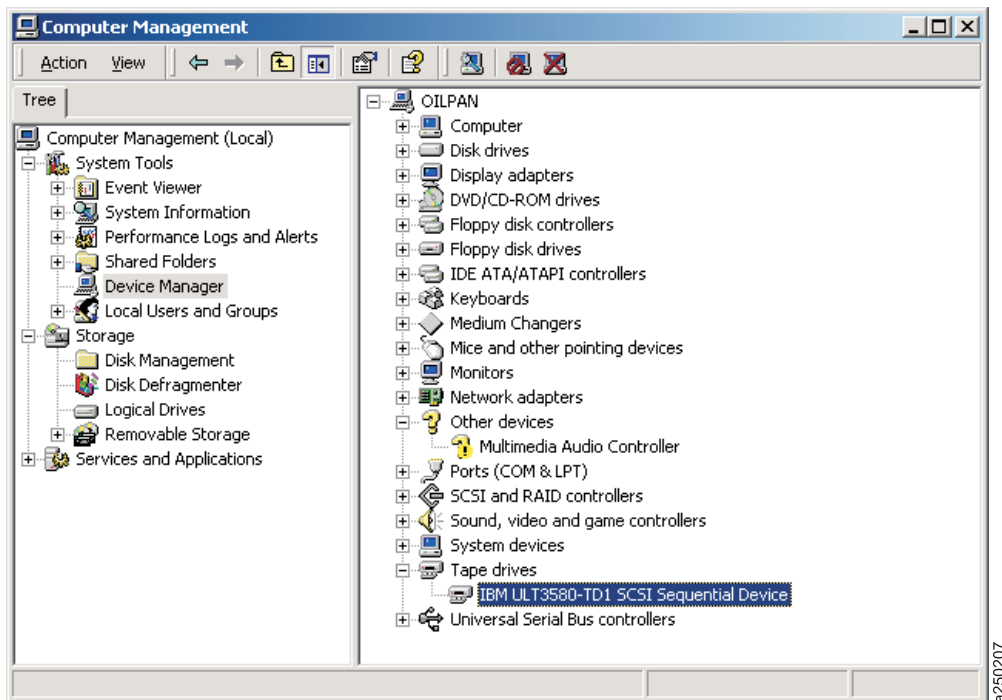 Computer Management
Action View
Tree
Computer Management (Local)
System Tools
Event Viewer
System Information
Performance Logs and Alerts
Shared Folders
Device Manager
Local Users and Groups
Storage
Disk Management
Disk Defragmenter
Logical Drives
Removable Storage
Services and Applications
OILPAN
Computer
Disk drives
Display adapters
DVD/CD-ROM drives
Floppy disk controllers
Floppy disk drives
IDE ATA/ATAPI controllers
Keyboards
Medium Changers
Mice and other pointing devices
Monitors
Network adapters
Other devices
Multimedia Audio Controller
Ports (COM & LPT)
SCSI and RAID controllers
Sound, video and game controllers
System devices
Tape drives
IBM ULT3580-TD1 SCSI Sequential Device
Universal Serial Bus controllers
a250207